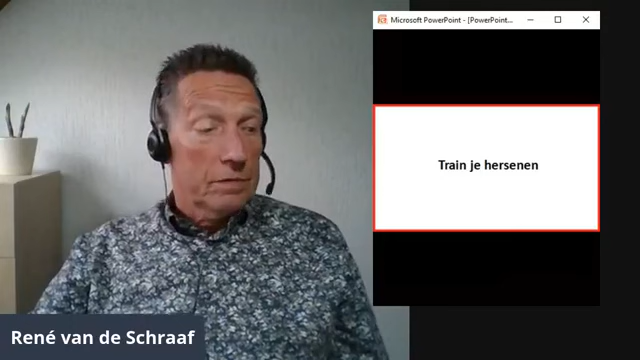 Microsoft PowerPoint - [PowerPoint...
Train je hersenen
René van de Schraaf